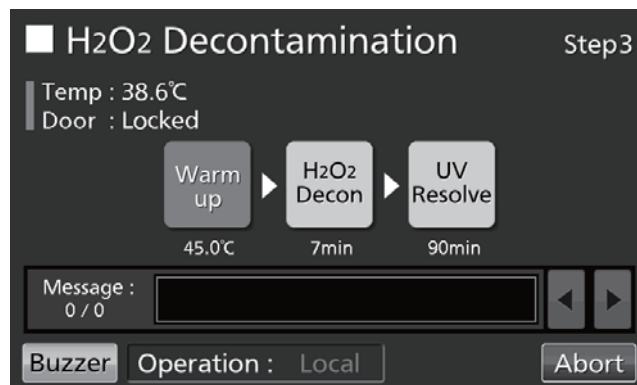 H2O2 Decontamination Step3
Temp : 38.6℃
Door : Locked
Warm up
H2O2 Decon
UV Resolve
45.0℃ 7min 90min
Message :
0 / 0
Buzzer Operation : Local Abort